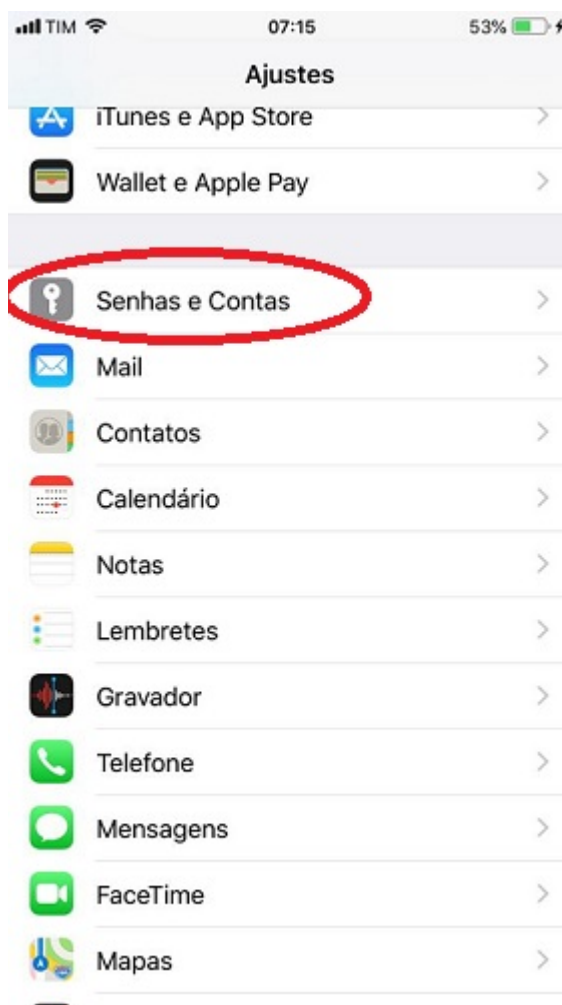 TIM 07:15 53%
Ajustes
iTunes e App Store
Wallet e Apple Pay
Senhas e Contas
Mail
Contatos
Calendário
Notas
Lembretes
Gravador
Telefone
Mensagens
FaceTime
Mapas